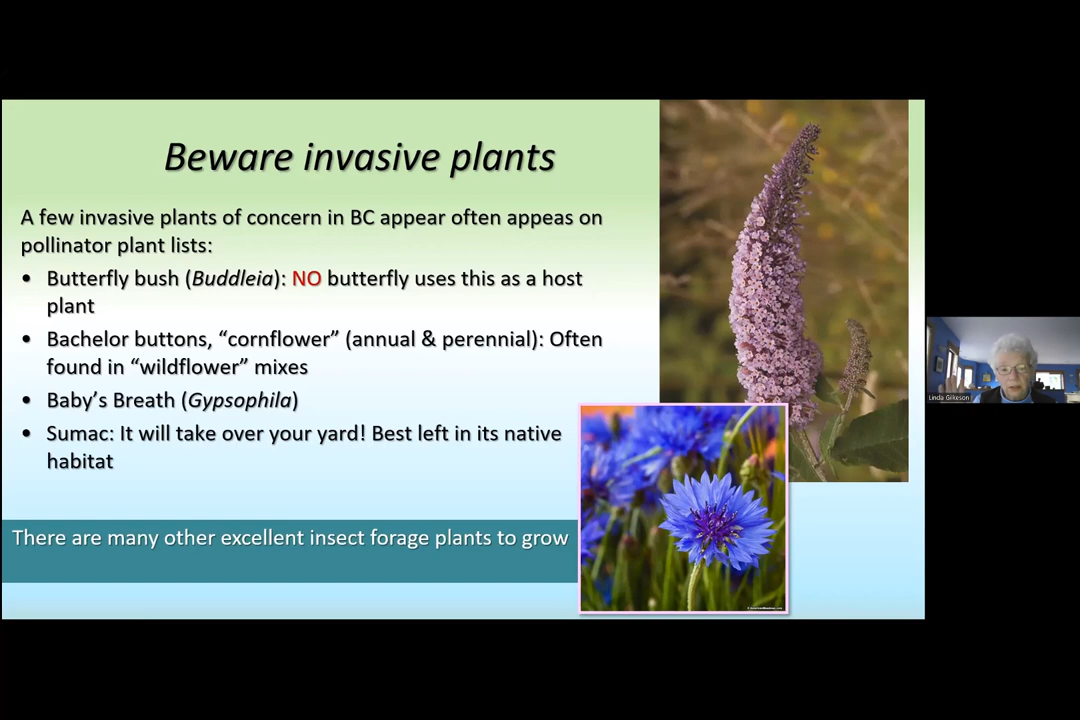 Beware invasive plants
A few invasive plants of concern in BC appear often appeas on
pollinator plant lists:
• Butterfly bush (Buddleia): NO butterfly uses this as a host
plant
• Bachelor buttons, “cornflower” (annual & perennial): Often
found in “wildflower” mixes
• Baby’s Breath (Gypsophila)
• Sumac: It will take over your yard! Best left in its native
habitat
There are many other excellent insect forage plants to grow
Linda Gilkeson